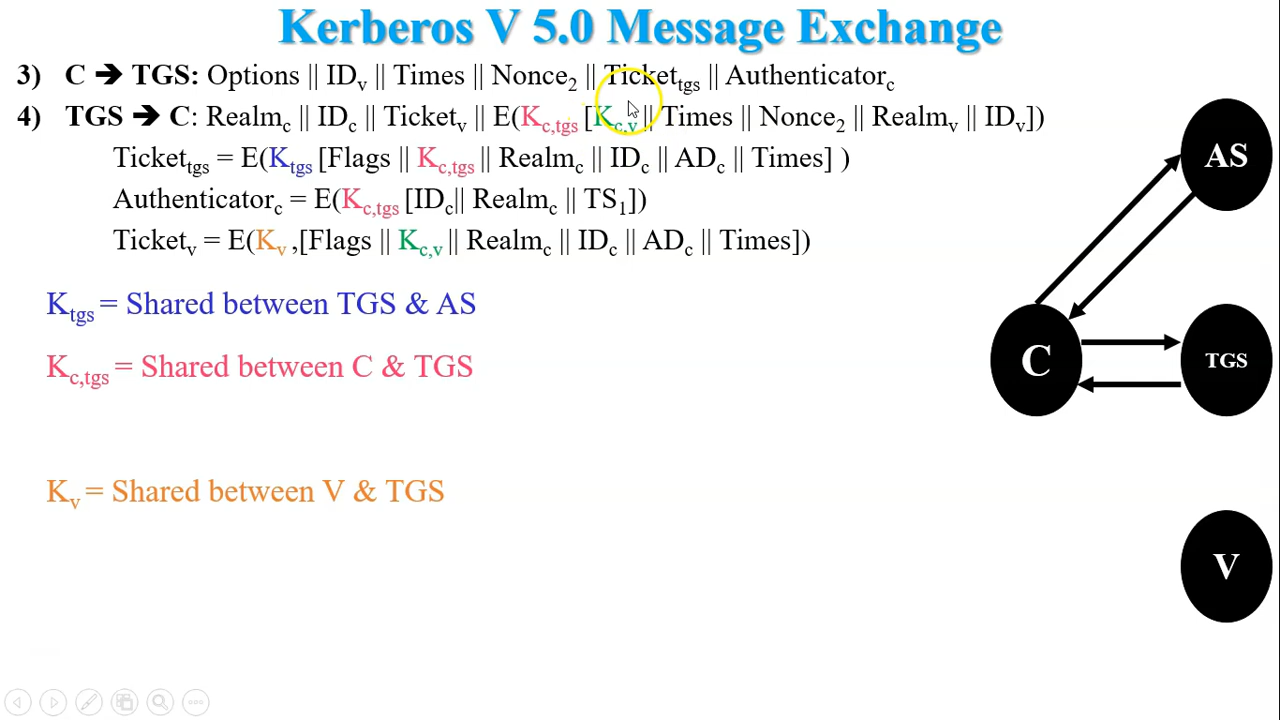 Kerberos V 5.0 Message Exchange
3) C ➔ TGS: Options || IDv || Times || Nonce2 || Tickettgs || Authenticatorc
4) TGS ➔ C: Realmc || IDc || Ticketv || E(Kc,tgs [Kc,v || Times || Nonce2 || Realmv || IDv])
Tickettgs = E(Ktgs [Flags || Kc,tgs || Realmc || IDc || ADc || Times] )
Authenticatorc = E(Kc,tgs [IDc|| Realmc || TS1])
Ticketv = E(Kv ,[Flags || Kc,v || Realmc || IDc || ADc || Times])
Ktgs = Shared between TGS & AS
Kc,tgs = Shared between C & TGS
Kv = Shared between V & TGS
AS
C
TGS
V